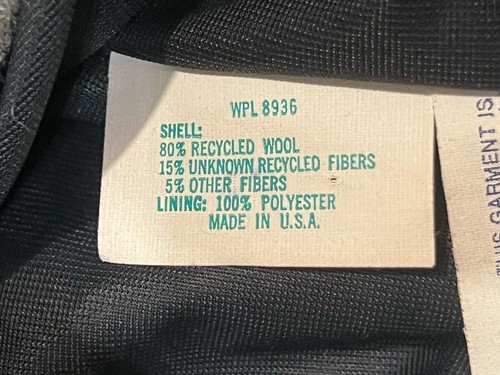 WPL 8936
SHELL:
80% RECYCLED WOOL
15% UNKNOWN RECYCLED FIBERS
5% OTHER FIBERS
LINING: 100% POLYESTER
MADE IN U.S.A.
THIS GARMENT IS